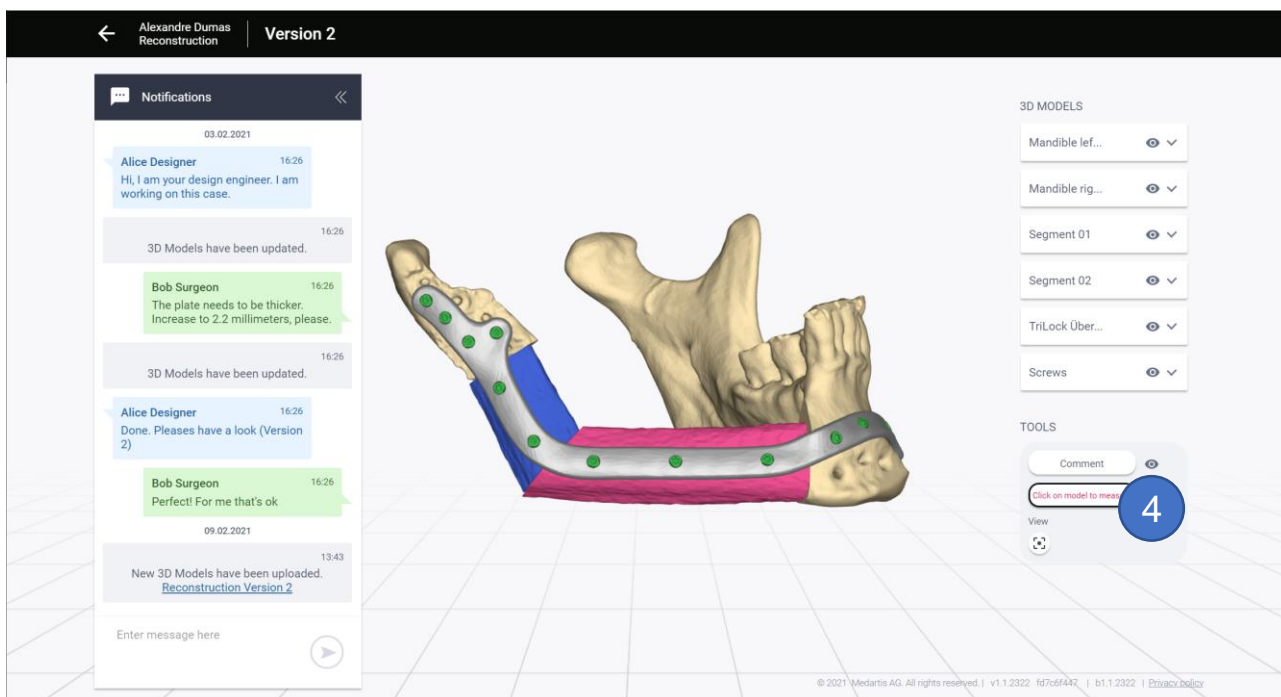 Alexandre Dumas
Reconstruction
Version 2
Notifications
03.02.2021
Alice Designer 16:26
Hi, I am your design engineer. I am
working on this case.
16:26
3D Models have been updated.
Bob Surgeon 16:26
The plate needs to be thicker.
Increase to 2.2 millimeters, please.
16:26
3D Models have been updated.
Alice Designer 16:26
Done. Pleases have a look (Version
2)
Bob Surgeon 16:26
Perfect! For me that's ok
09.02.2021
13:43
New 3D Models have been uploaded.
Reconstruction Version 2
Enter message here
3D MODELS
Mandible lef...
Mandible rig...
Segment 01
Segment 02
TriLock Über...
Screws
TOOLS
Comment
Click on model to meas
4
View
© 2021 Medartis AG. All rights reserved. | v1.1.2322 fd7c6f447 | b1.1.2322 | Privacy policy